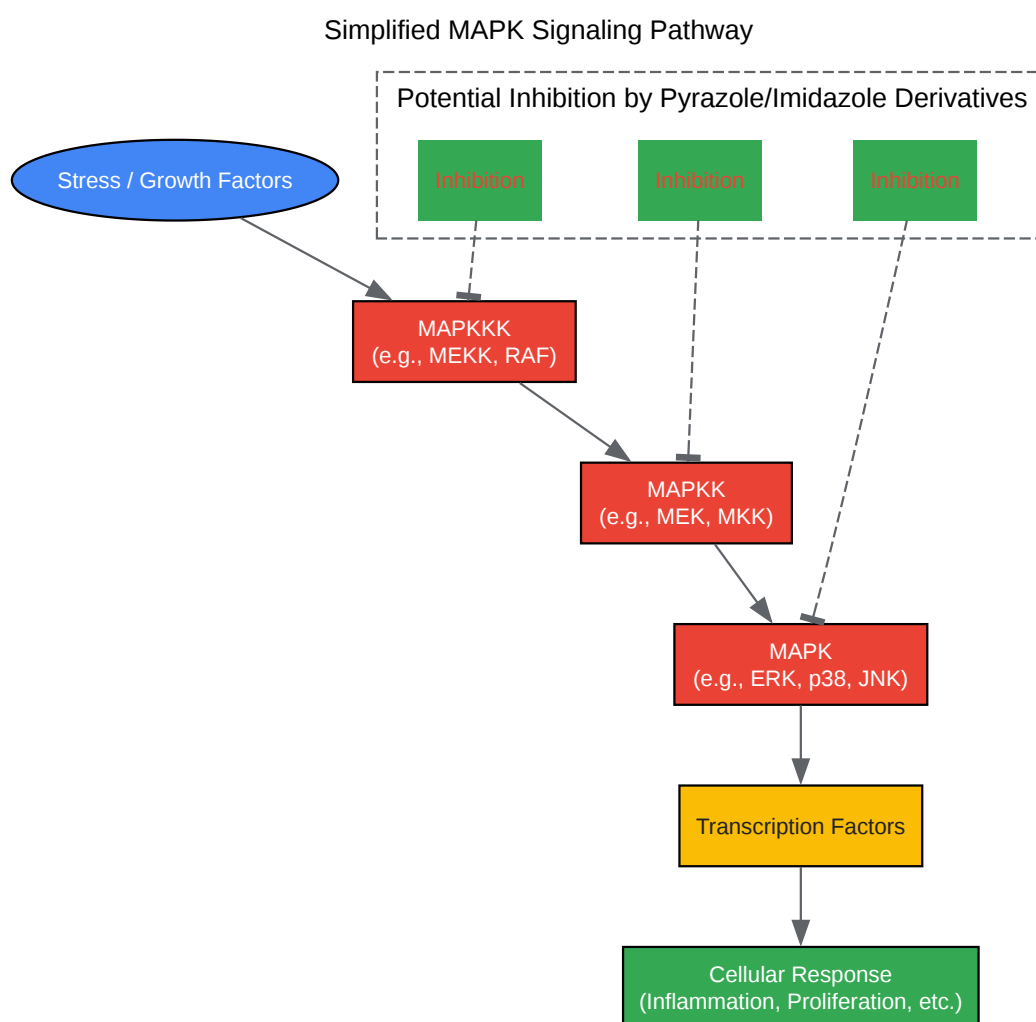 Simplified MAPK Signaling Pathway
Potential Inhibition by Pyrazole/Imidazole Derivatives
Stress / Growth Factors
Inhibition
Inhibition
Inhibition
MAPKKK
(e.g., MEKK, RAF)
MAPKK
(e.g., MEK, MKK)
MAPK
(e.g., ERK, p38, JNK)
Transcription Factors
Cellular Response
(Inflammation, Proliferation, etc.)